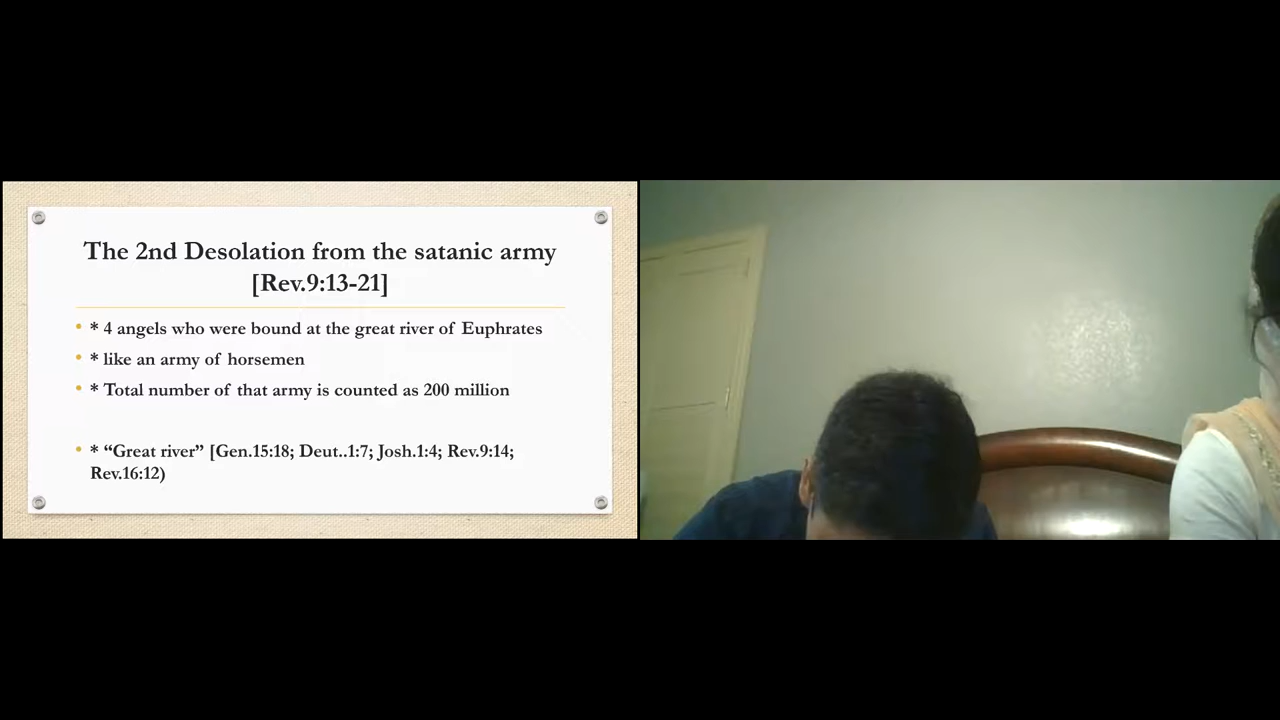 The 2nd Desolation from the satanic army
[Rev.9:13-21]
• * 4 angels who were bound at the great river of Euphrates
• * like an army of horsemen
• * Total number of that army is counted as 200 million
• * “Great river” [Gen.15:18; Deut..1:7; Josh.1:4; Rev.9:14;
Rev.16:12)